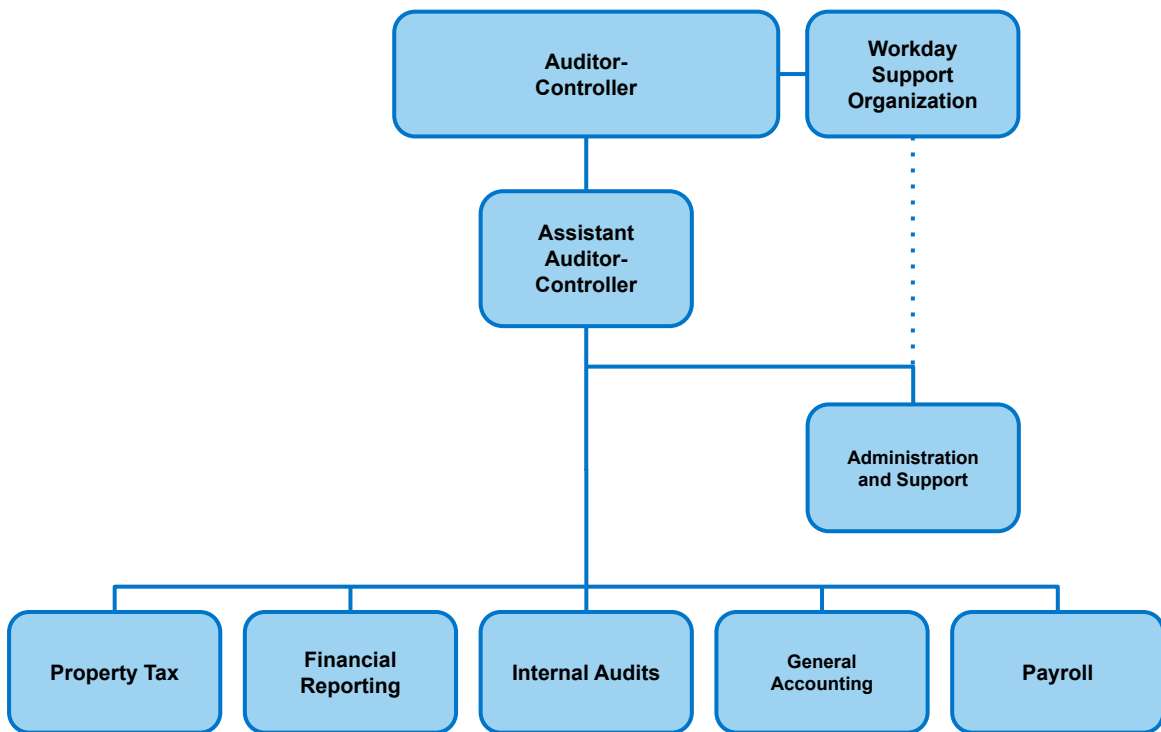 Auditor-
Controller
Workday
Support
Organization
Assistant
Auditor-
Controller
Administration
and Support
Property Tax
Financial
Reporting
Internal Audits
General
Accounting
Payroll